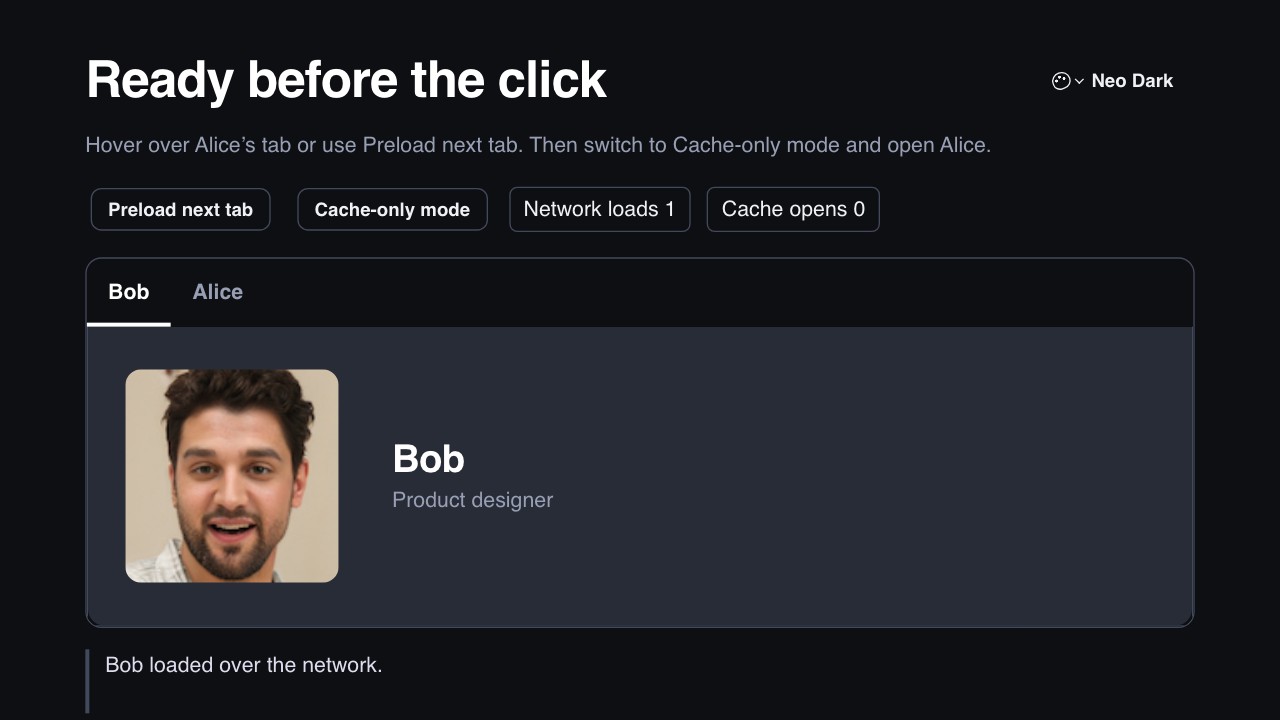 Ready before the click
Neo Dark
Hover over Alice’s tab or use Preload next tab. Then switch to Cache-only mode and open Alice.
Preload next tab
Cache-only mode
Network loads 1
Cache opens 0
Bob
Alice
Bob
Product designer
Bob loaded over the network.